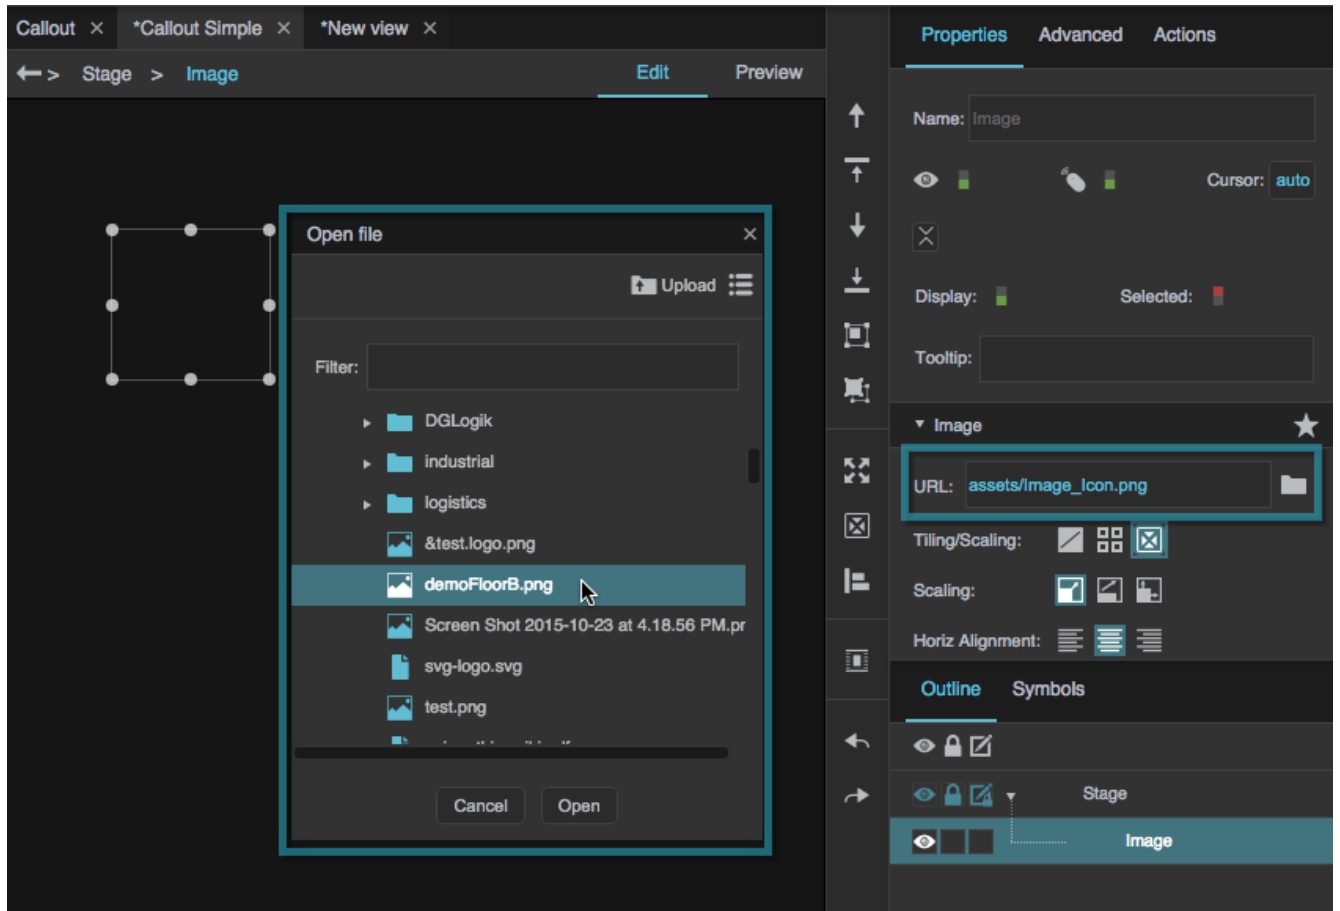 Callout × *Callout Simple × *New view ×
Stage > Image Edit Preview
Open file ×
Upload
Filter:
DGLogik
industrial
logistics
&test.logo.png
demoFloorB.png
Screen Shot 2015-10-23 at 4.18.56 PM.pr
svg-logo.svg
test.png
Cancel Open
Properties Advanced Actions
Name: Image
Cursor: auto
Display: Selected:
Tooltip:
Image
URL: assets/Image_Icon.png
Tiling/Scaling:
Scaling:
Horiz Alignment:
Outline Symbols
Stage
Image